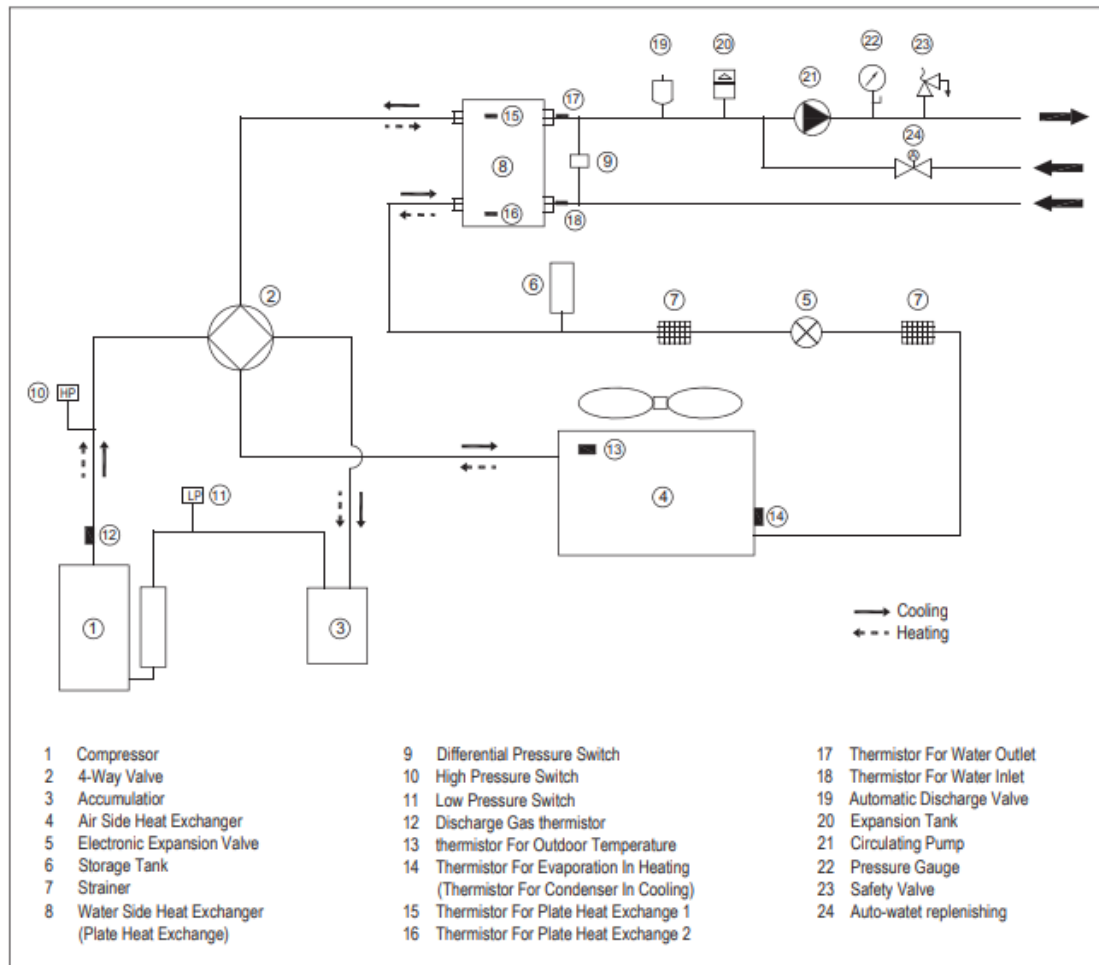 ⑲ ⑳ ㉑ ㉒ ㉓
⑰
⑮
㉔
⑨
⑧
⑯
⑱
⑥ ⑦ ⑤ ⑦
②
⑩ HP
⑬
④
LP ⑪
⑭
⑫
Cooling
① ③
Heating
1 Compressor
2 4-Way Valve
3 Accumulatior
4 Air Side Heat Exchanger
5 Electronic Expansion Valve
6 Storage Tank
7 Strainer
8 Water Side Heat Exchanger
(Plate Heat Exchange)
9 Differential Pressure Switch
10 High Pressure Switch
11 Low Pressure Switch
12 Discharge Gas thermistor
13 thermistor For Outdoor Temperature
14 Thermistor For Evaporation In Heating
(Thermistor For Condenser In Cooling)
15 Thermistor For Plate Heat Exchange 1
16 Thermistor For Plate Heat Exchange 2
17 Thermistor For Water Outlet
18 Thermistor For Water Inlet
19 Automatic Discharge Valve
20 Expansion Tank
21 Circulating Pump
22 Pressure Gauge
23 Safety Valve
24 Auto-watet replenishing